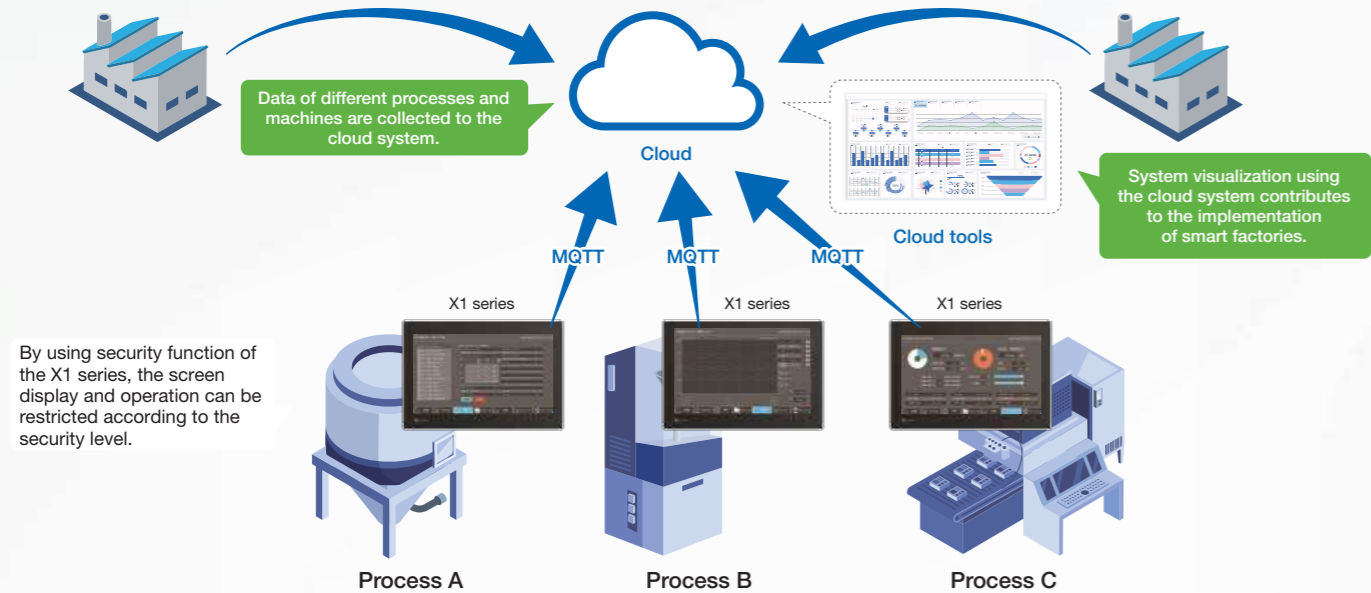 Data of different processes and
machines are collected to the
cloud system.
Cloud
System visualization using
the cloud system contributes
to the implementation
of smart factories.
Cloud tools
MQTT
MQTT
MQTT
X1 series
X1 series
X1 series
By using security function of
the X1 series, the screen
display and operation can be
restricted according to the
security level.
Process A
Process B
Process C